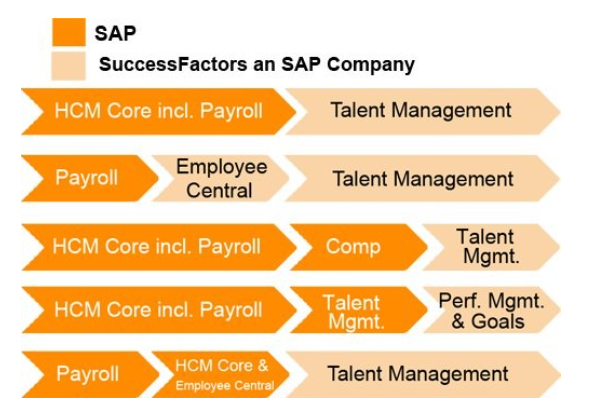 SAP
SuccessFactors an SAP Company
HCM Core incl. Payroll
Talent Management
Payroll
Employee
Central
Talent Management
HCM Core incl. Payroll
Comp
Talent
Mgmt.
HCM Core incl. Payroll
Talent
Mgmt.
Perf. Mgmt.
& Goals
Payroll
HCM Core &
Employee Central
Talent Management